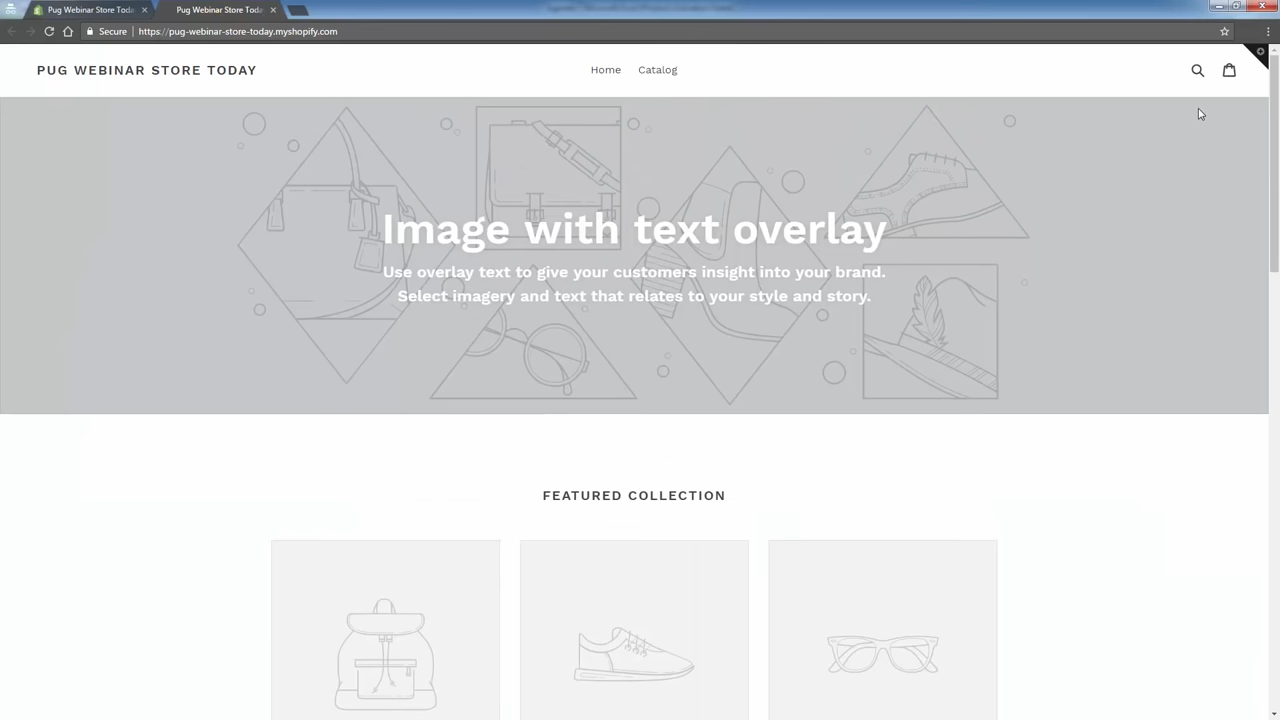 Pug Webinar Store Toda
Pug Webinar Store Today
Secure
https://pug-webinar-store-today.myshopify.com
PUG WEBINAR STORE TODAY
Home
Catalog
Image with text overlay
Use overlay text to give your customers insight into your brand.
Select imagery and text that relates to your style and story.
FEATURED COLLECTION